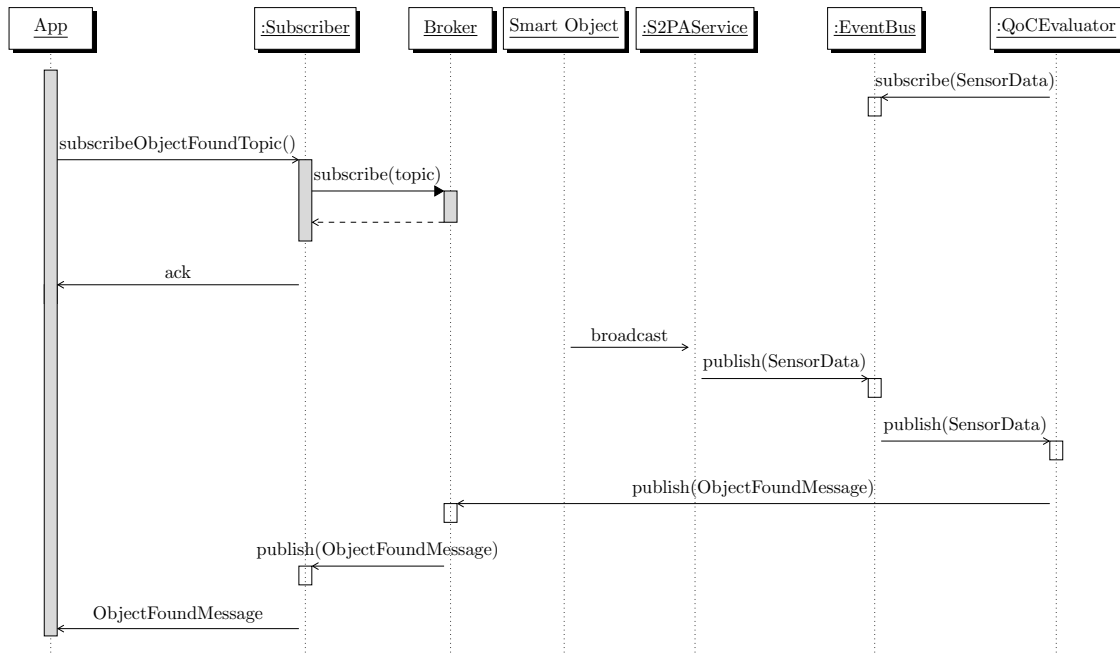 App
:Subscriber
Broker
Smart Object
:S2PAService
:EventBus
:QoCEvaluator
subscribe(SensorData)
subscribeObjectFoundTopic()
subscribe(topic)
ack
broadcast
publish(SensorData)
publish(SensorData)
publish(ObjectFoundMessage)
publish(ObjectFoundMessage)
ObjectFoundMessage